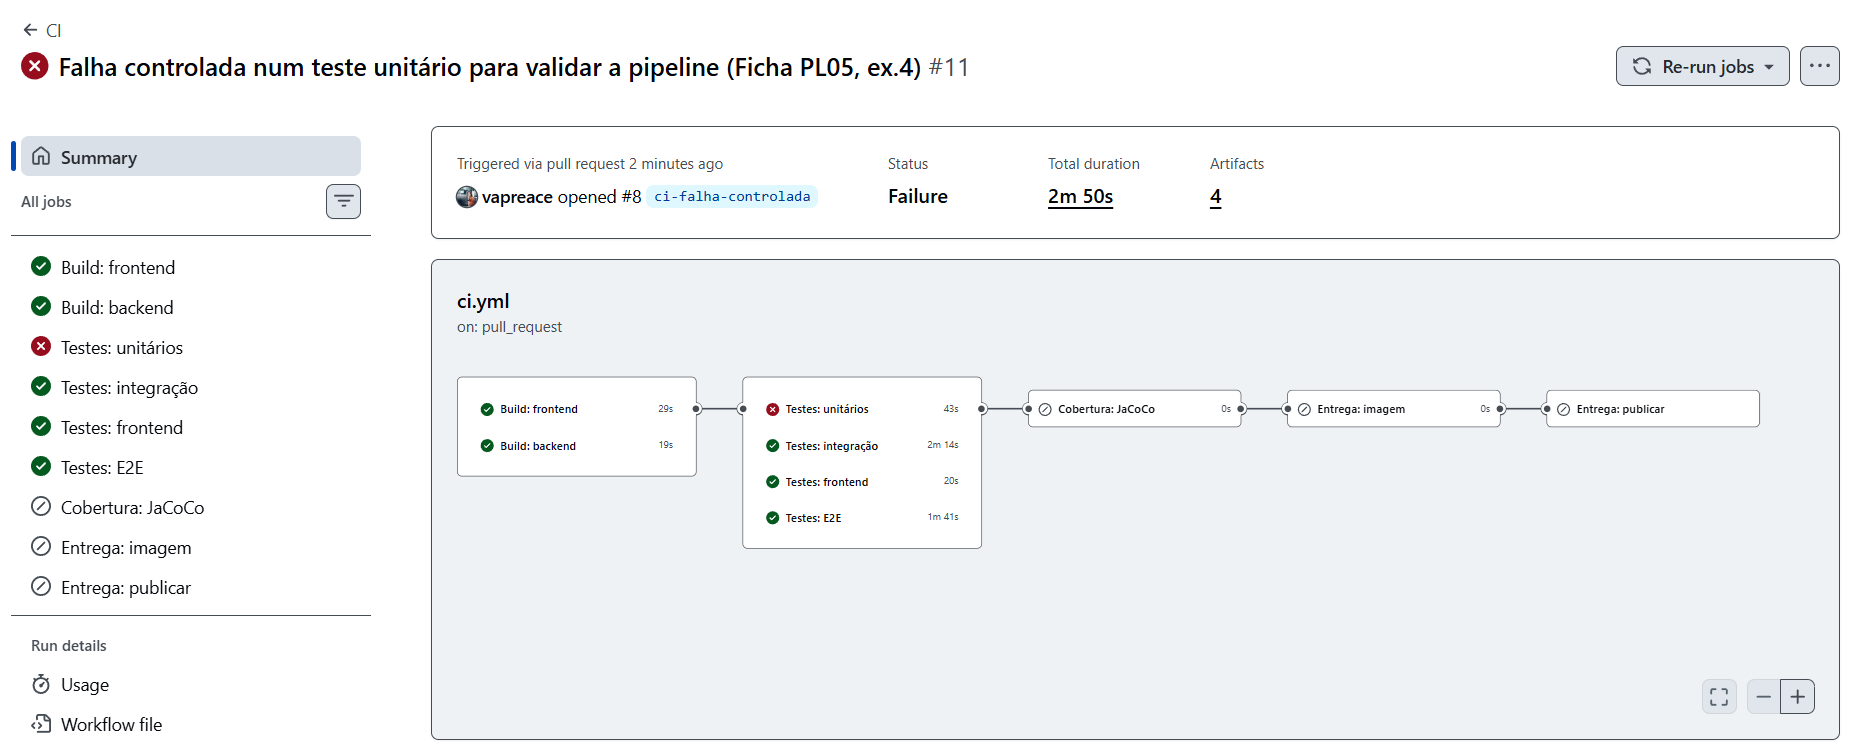 CI
Falha controlada num teste unitário para validar a pipeline (Ficha PL05, ex.4) #11
Re-run jobs
Summary
All jobs
Build: frontend
Build: backend
Testes: unitários
Testes: integração
Testes: frontend
Testes: E2E
Cobertura: JaCoCo
Entrega: imagem
Entrega: publicar
Run details
Usage
Workflow file
Triggered via pull request 2 minutes ago
vapreace opened #8 ci-falha-controlada
Status
Failure
Total duration
2m 50s
Artifacts
4
ci.yml
on: pull_request
Build: frontend 29s
Build: backend 19s
Testes: unitários 43s
Testes: integração 2m 14s
Testes: frontend 20s
Testes: E2E 1m 41s
Cobertura: JaCoCo 0s
Entrega: imagem 0s
Entrega: publicar